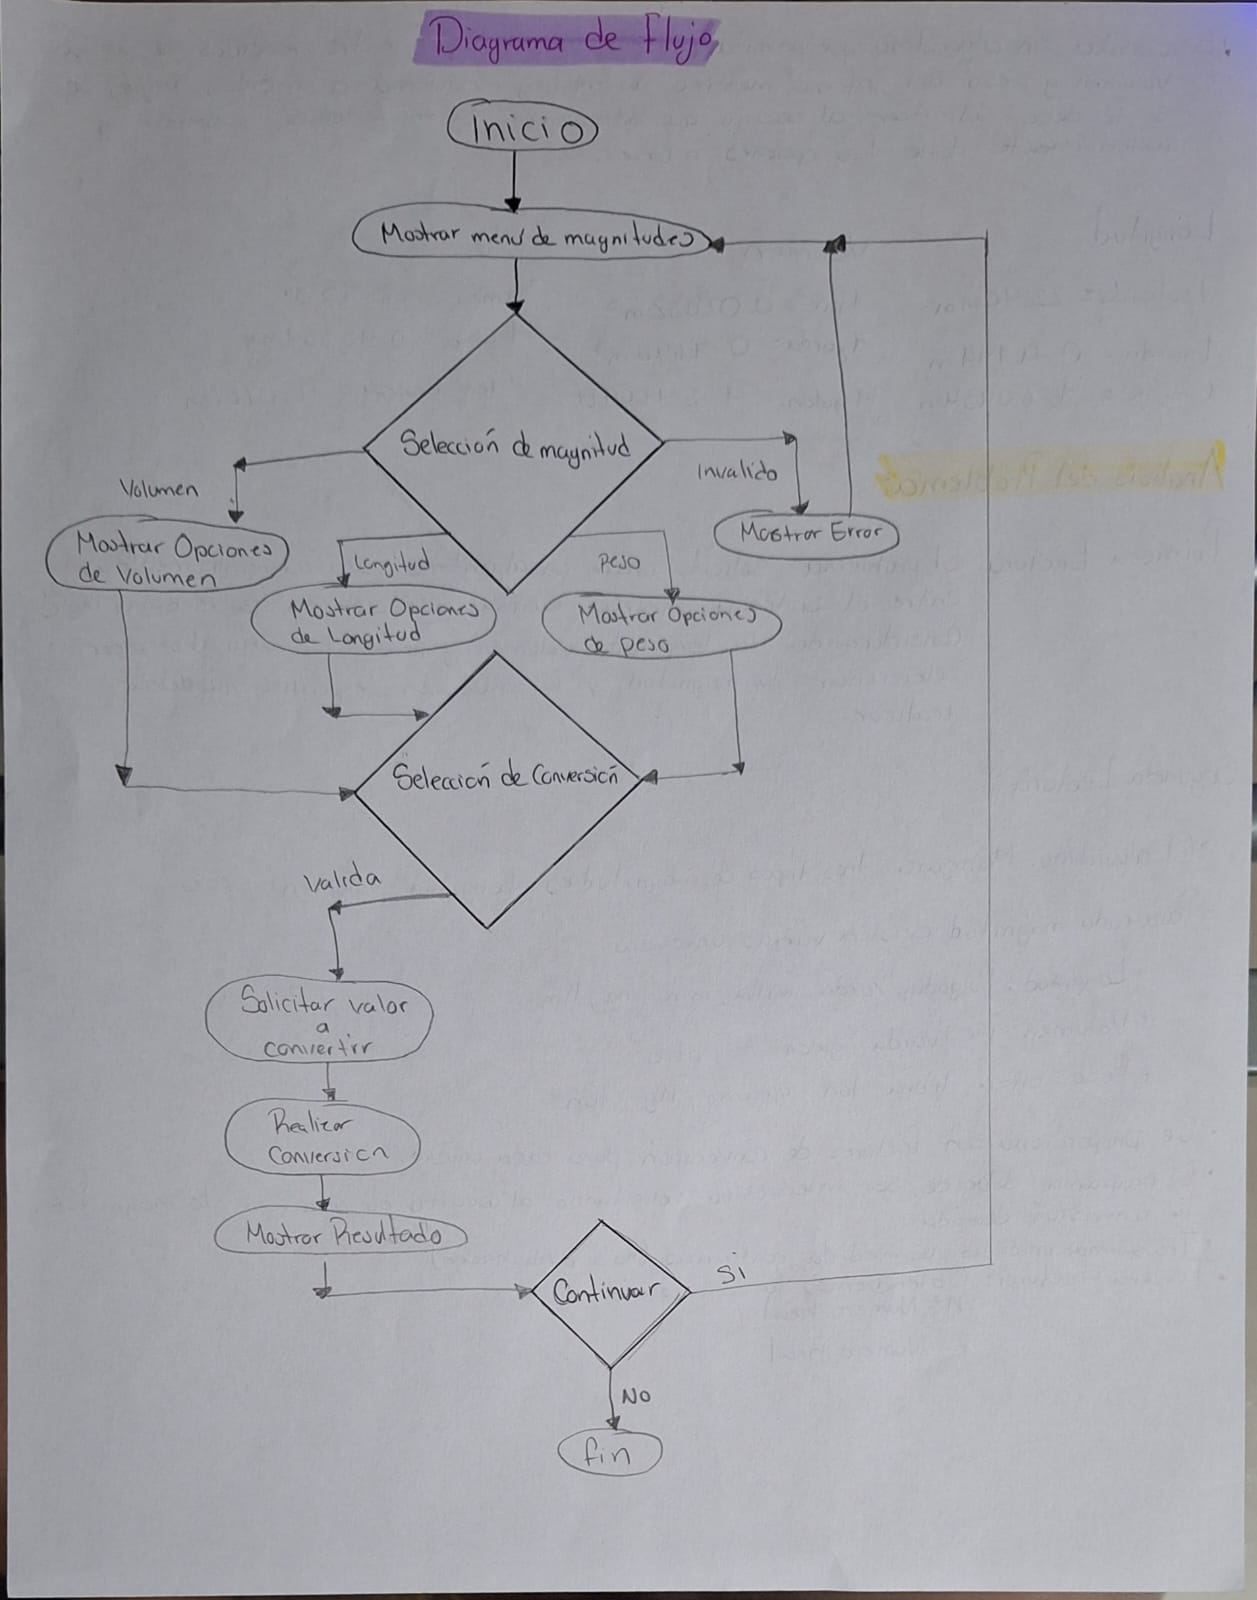 Diagrama de Flujo
Inicio
Mostrar menú de magnitudes
Selección de magnitud
Volumen
Invalido
Mostrar Opciones
de Volumen
Longitud
Peso
Mostrar Error
Mostrar Opciones
de Longitud
Mostrar Opciones
de peso
Selección de Conversión
Valida
Solicitar valor
a
convertir
Realizar
Conversion
Mostrar Resultado
Continuar
Si
No
fin